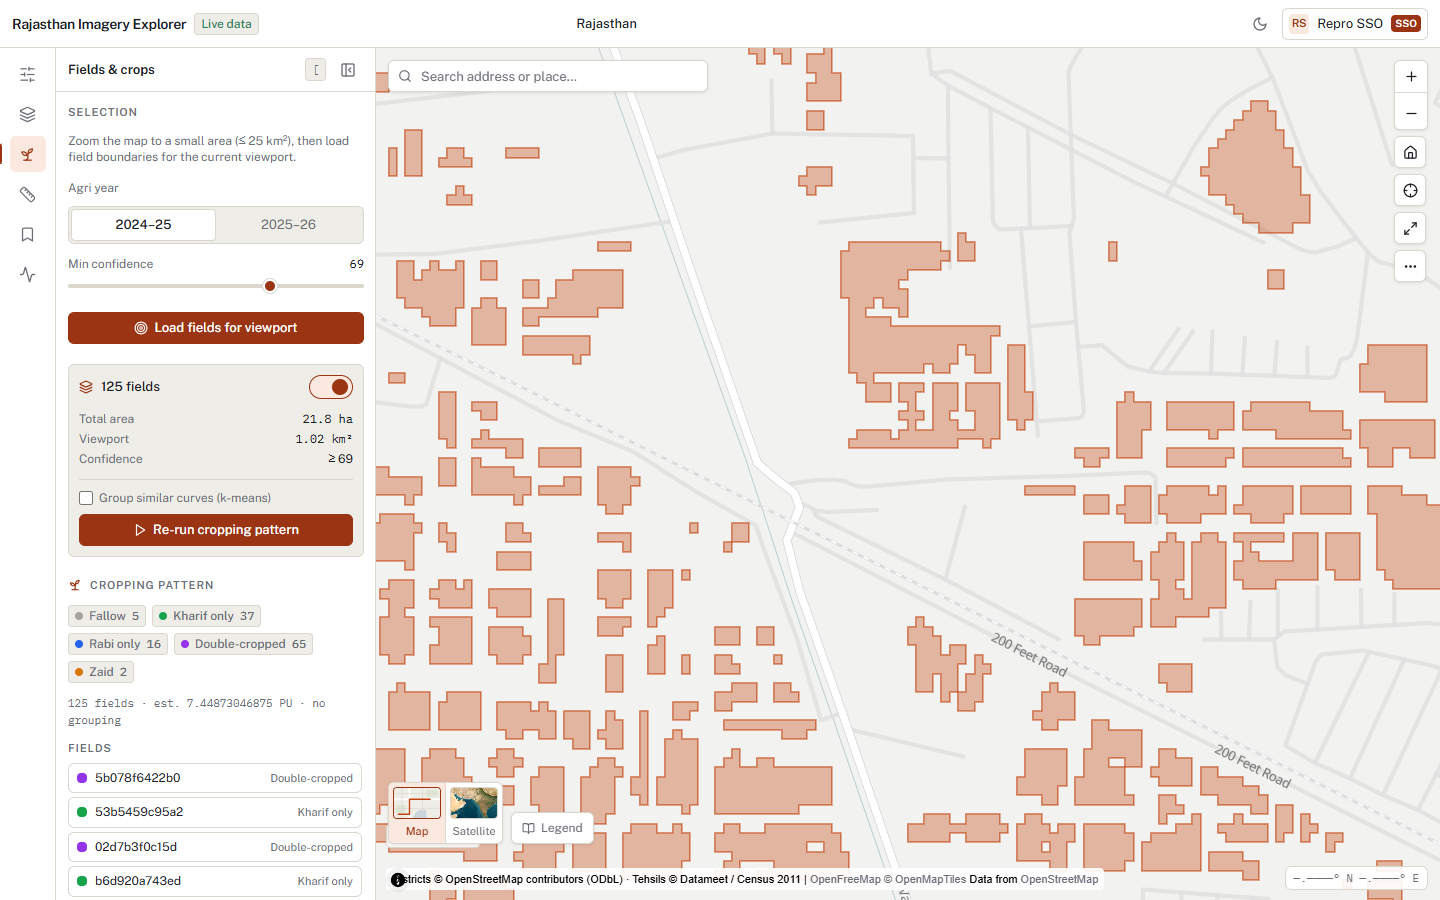 Rajasthan Imagery Explorer
Live data
Rajasthan
RS
Repro SSO
SSO
Fields & crops
[
SELECTION
Zoom the map to a small area (≤ 25 km²), then load
field boundaries for the current viewport.
Agri year
2024–25
2025–26
Min confidence
69
Load fields for viewport
125 fields
Total area
21.8 ha
Viewport
1.02 km²
Confidence
≥69
Group similar curves (k-means)
Re-run cropping pattern
CROPPING PATTERN
Fallow 5
Kharif only 37
Rabi only 16
Double-cropped 65
Zaid 2
125 fields · est. 7.44873046875 PU · no
grouping
FIELDS
5b078f6422b0
Double-cropped
53b5459c95a2
Kharif only
02d7b3f0c15d
Double-cropped
b6d920a743ed
Kharif only
Search address or place...
200 Feet Road
200 Feet Road
Map
Satellite
Legend
stricts © OpenStreetMap contributors (ODbL) · Tehsils © Datameet / Census 2011 | OpenFreeMap © OpenMapTiles Data from OpenStreetMap
—.———° N —.———° E